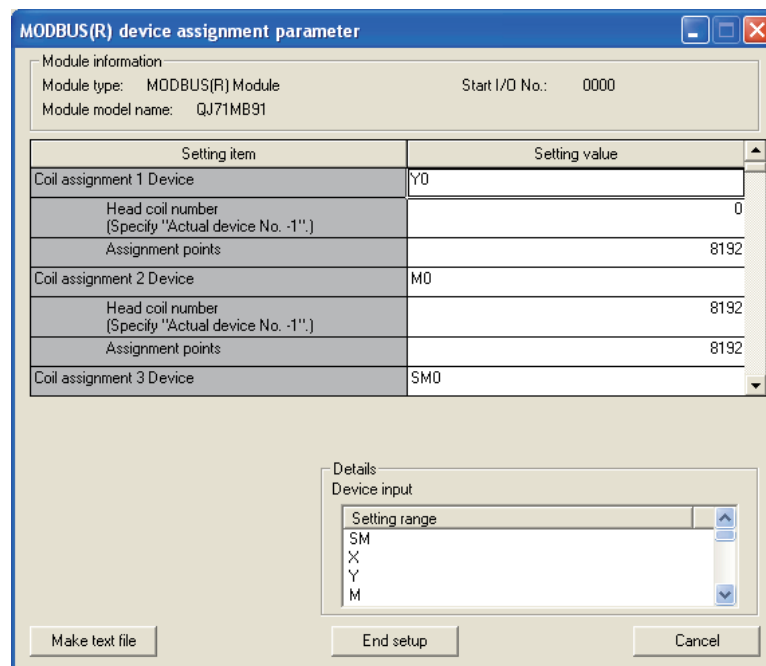 MODBUS(R) device assignment parameter
Module information
Module type: MODBUS(R) Module Start I/O No.: 0000
Module model name: QJ71MB91
Setting item Setting value
Coil assignment 1 Device Y0
Head coil number 0
(Specify "Actual device No. -1".)
Assignment points 8192
Coil assignment 2 Device M0
Head coil number 8192
(Specify "Actual device No. -1".)
Assignment points 8192
Coil assignment 3 Device SM0
Details
Device input
Setting range
SM
X
Y
M
Make text file End setup Cancel